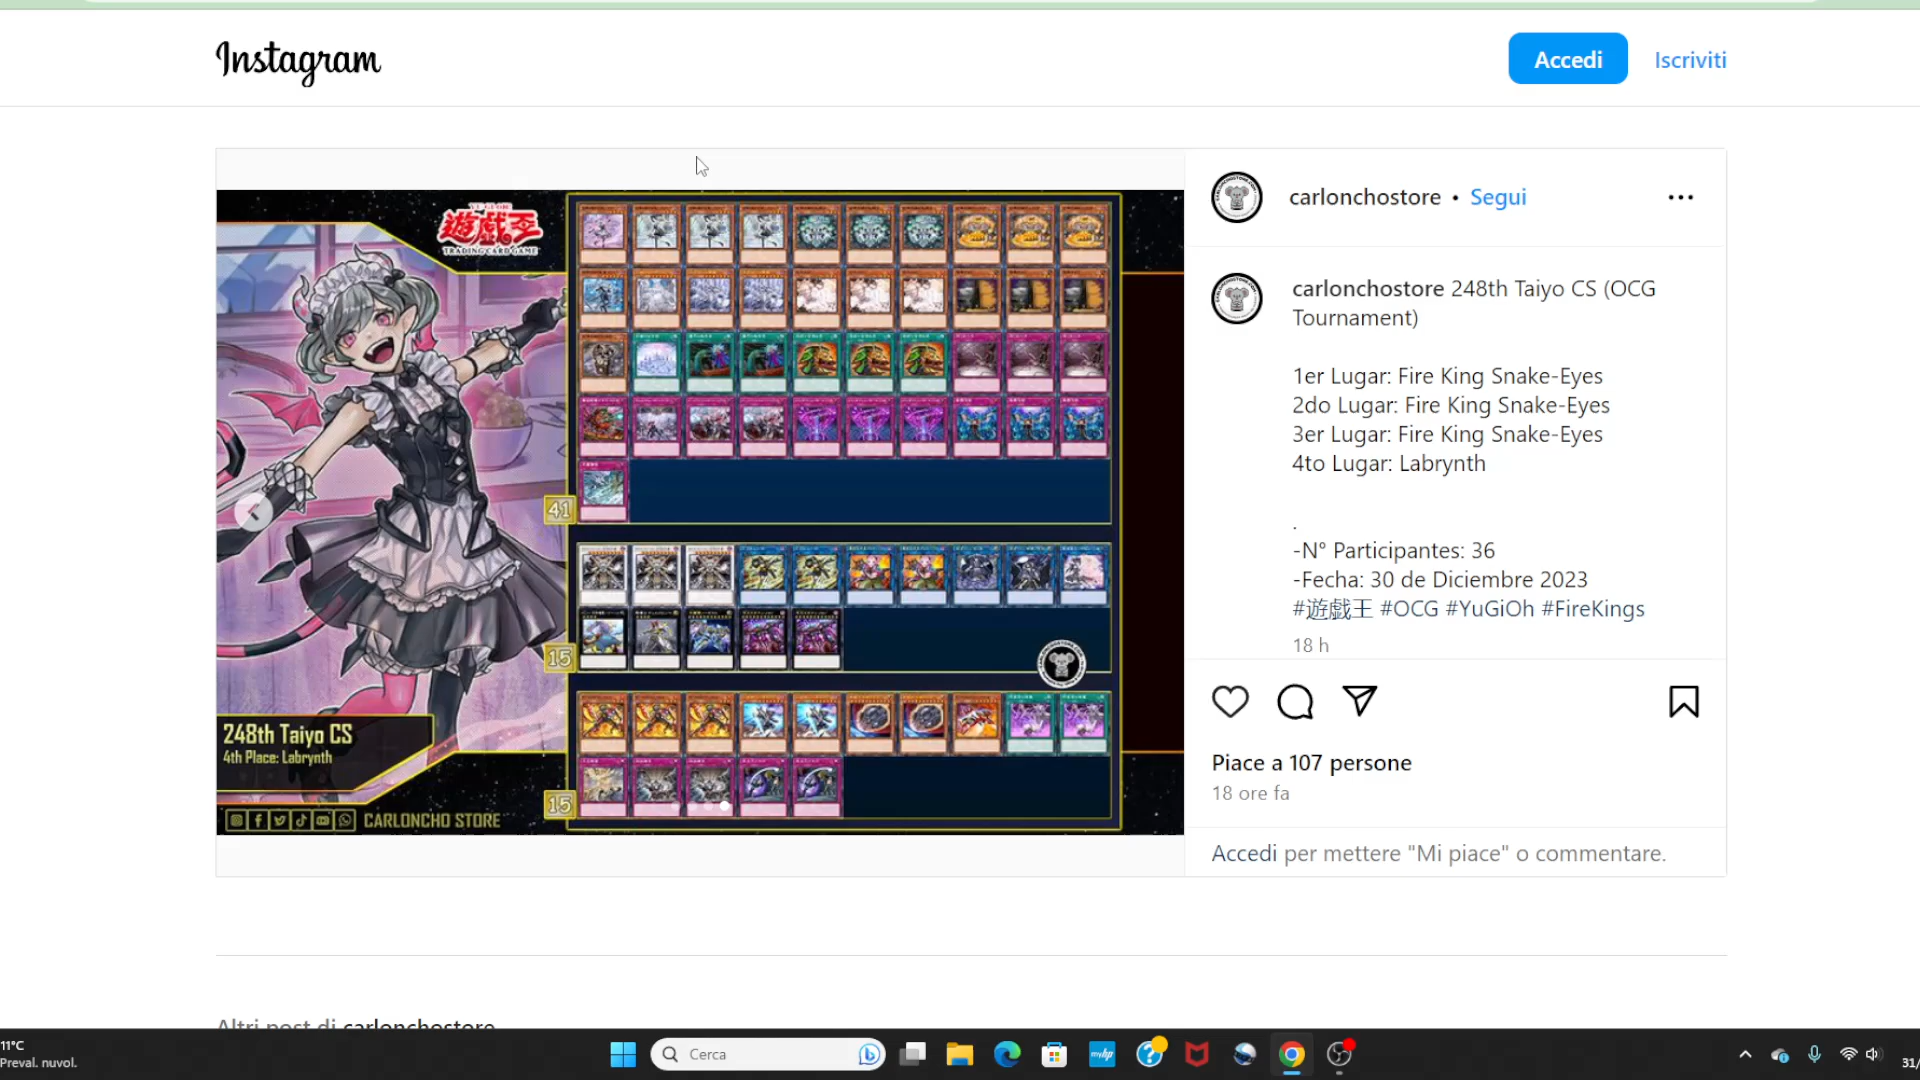 Instagram
Accedi
Iscriviti
遊戯王
TRADING CARD GAME
41
15
15
248th Taiyo CS
4th Place: Labrynth
CARLONCHO STORE
carlonchostore • Segui
carlonchostore 248th Taiyo CS (OCG
Tournament)
1er Lugar: Fire King Snake-Eyes
2do Lugar: Fire King Snake-Eyes
3er Lugar: Fire King Snake-Eyes
4to Lugar: Labrynth
.
-N° Participantes: 36
-Fecha: 30 de Diciembre 2023
#遊戯王 #OCG #YuGiOh #FireKings
18 h
Piace a 107 persone
18 ore fa
Accedi per mettere "Mi piace" o commentare.
Altri post di carlonchostore
11°C
Preval. nuvol.
Cerca
myhp
31/